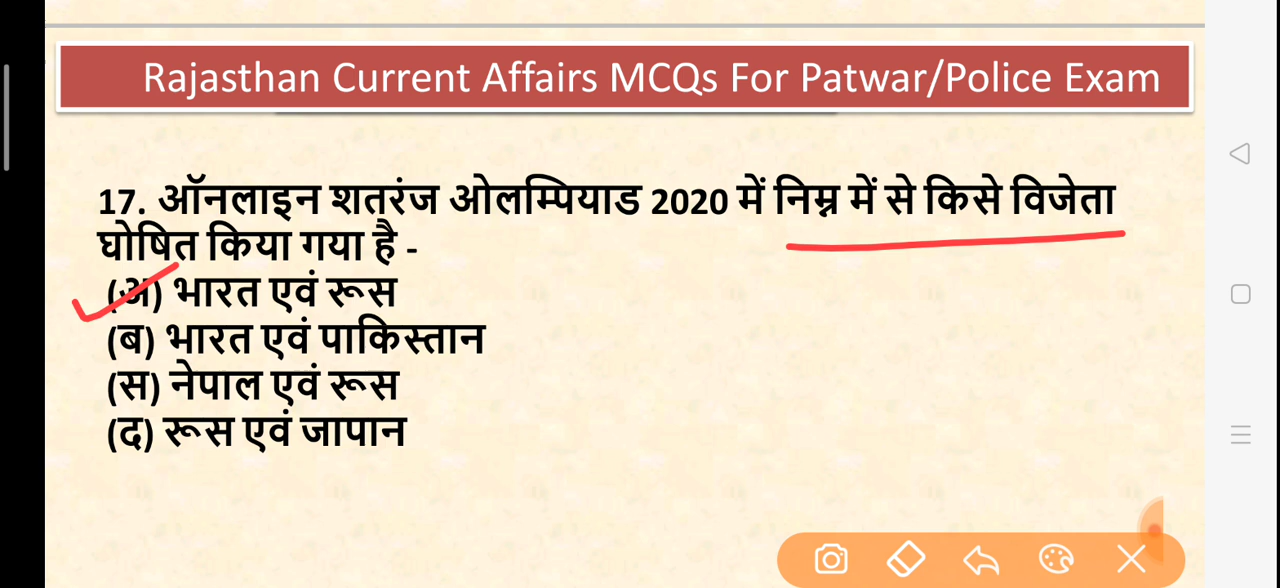 Rajasthan Current Affairs MCQs For Patwar/Police Exam
17. ऑनलाइन शतरंज ओलम्पियाड 2020 में निम्न में से किसे विजेता
घोषित किया गया है -
(अ) भारत एवं रूस
(ब) भारत एवं पाकिस्तान
(स) नेपाल एवं रूस
(द) रूस एवं जापान